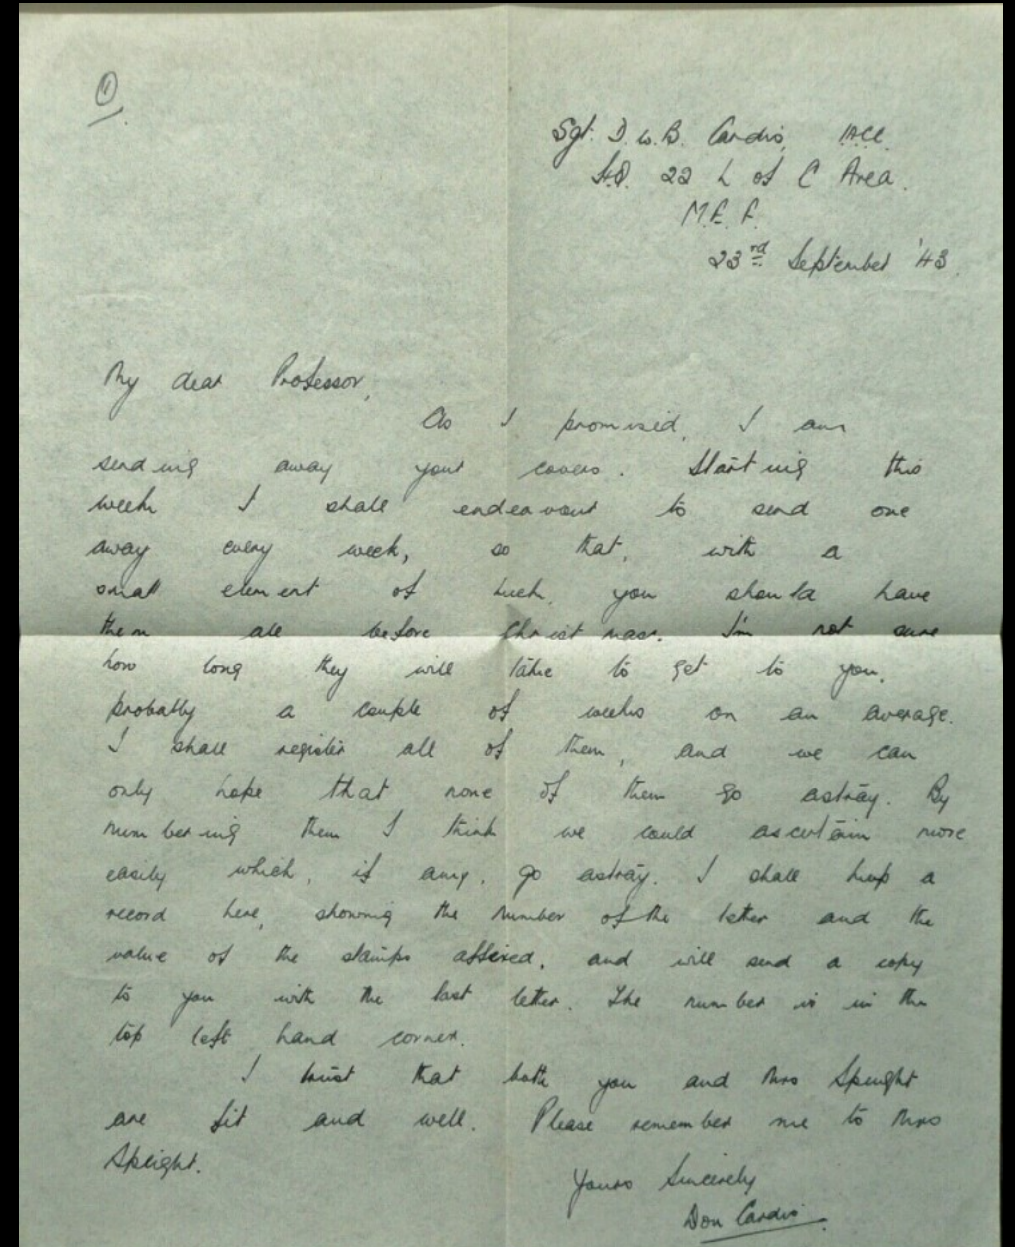 ①
Sgt. D. W. B. Cardis, IACC.
H.Q. 22 L of C Area.
M.E.F.
23rd September '43.
My dear Professor,
As I promised, I am
sending away your covers. Starting this
week I shall endeavour to send one
away every week, so that, with a
small element of luck, you should have
them all before Christmas. I'm not sure
how long they will take to get to you,
probably a couple of weeks on an average.
I shall register all of them, and we can
only hope that none of them go astray. By
numbering them I think we could ascertain more
easily which, if any, go astray. I shall keep a
record here, showing the number of the letter and the
value of the stamps affixed, and will send a copy
to you with the last letter. The number is in the
top left hand corner.
I trust that both you and Mrs Speight
are fit and well. Please remember me to Mrs
Speight.
Yours Sincerely
Don Cardis.